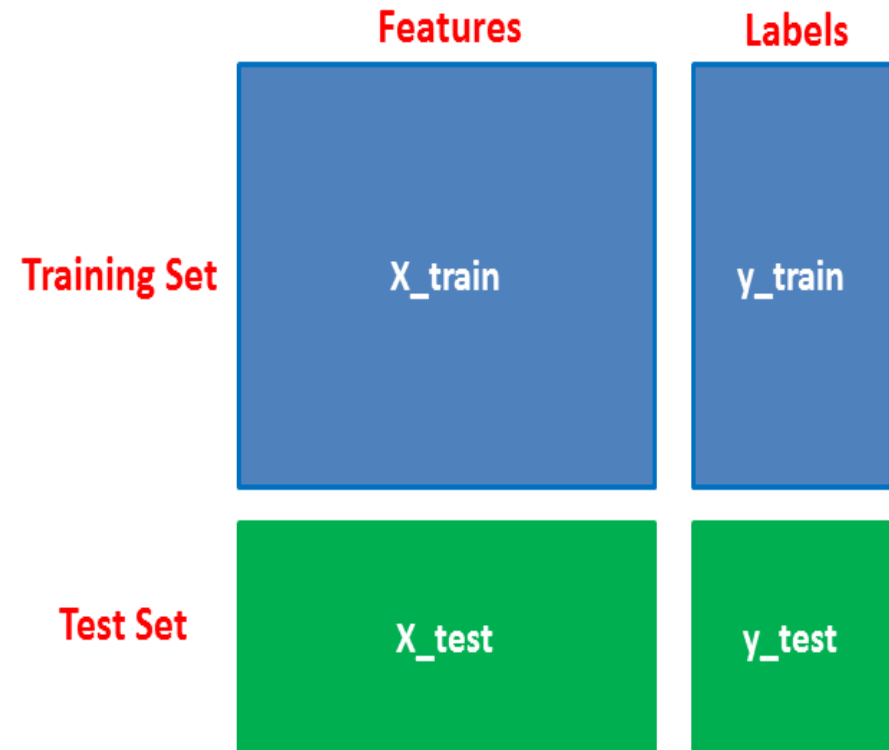 Features
Labels
Training Set
X_train
y_train
Test Set
X_test
y_test